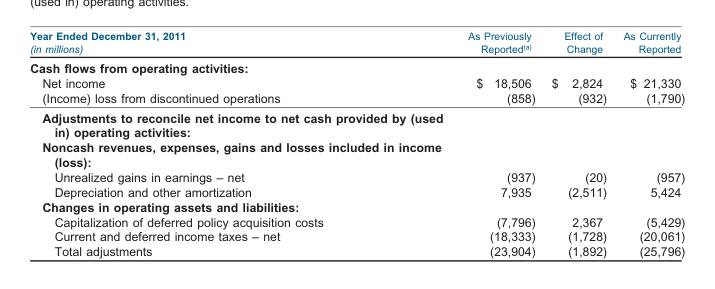 (used in) operating activities.
Year Ended December 31, 2011 As Previously Effect of As Currently
(in millions) Reported(a) Change Reported
Cash flows from operating activities:
Net income $ 18,506 $ 2,824 $ 21,330
(Income) loss from discontinued operations (858) (932) (1,790)
Adjustments to reconcile net income to net cash provided by (used
in) operating activities:
Noncash revenues, expenses, gains and losses included in income
(loss):
Unrealized gains in earnings – net (937) (20) (957)
Depreciation and other amortization 7,935 (2,511) 5,424
Changes in operating assets and liabilities:
Capitalization of deferred policy acquisition costs (7,796) 2,367 (5,429)
Current and deferred income taxes – net (18,333) (1,728) (20,061)
Total adjustments (23,904) (1,892) (25,796)